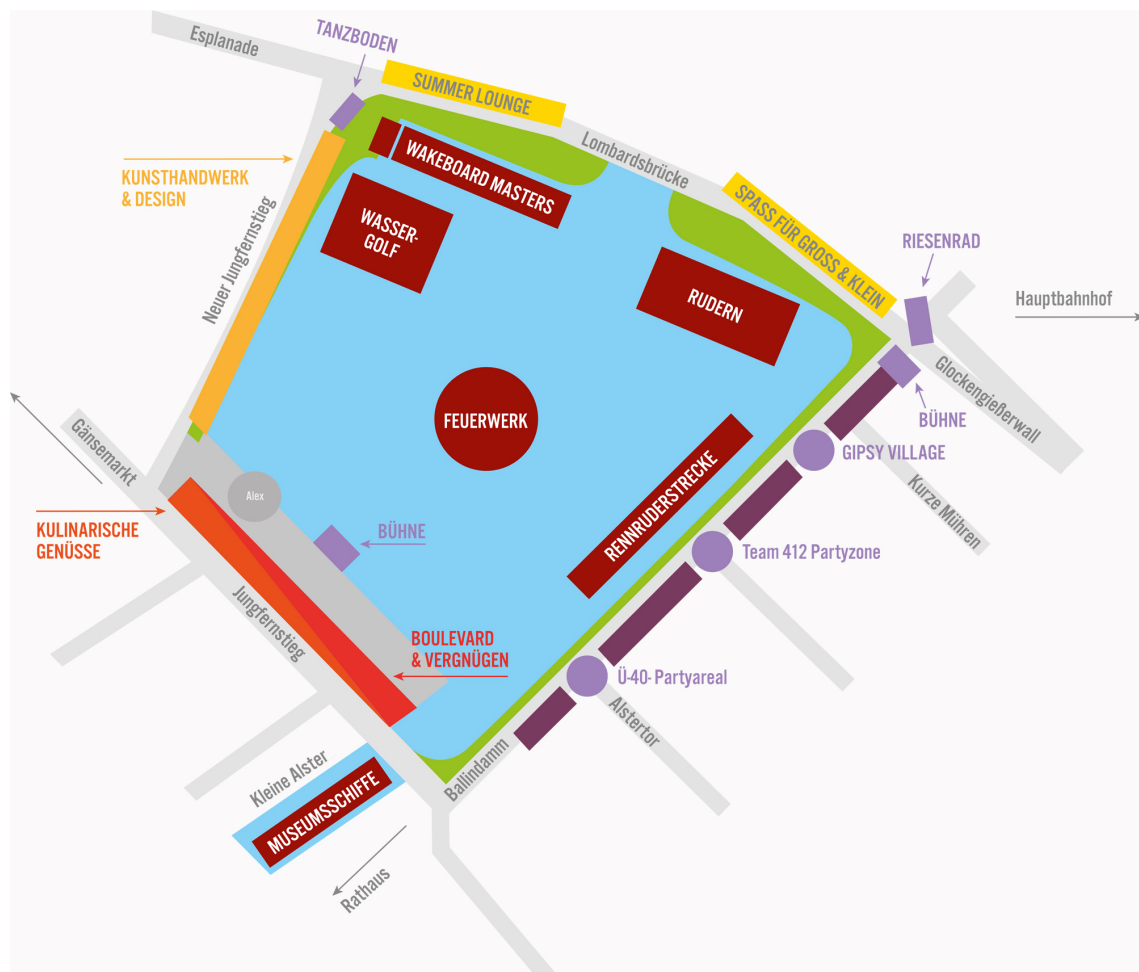 Esplanade
TANZBODEN
SUMMER LOUNGE
Lombardsbrücke
KUNSTHANDWERK
& DESIGN
WAKEBOARD MASTERS
Neuer Jungfernstieg
WASSER-
GOLF
SPASS FÜR GROSS & KLEIN
RIESENRAD
RUDERN
Hauptbahnhof
Glockengießerwall
FEUERWERK
BÜHNE
Gänsemarkt
GIPSY VILLAGE
Kurze Mühren
Alex
RENNRUDERSTRECKE
KULINARISCHE
GENÜSSE
BÜHNE
Team 412 Partyzone
Jungfernstieg
BOULEVARD
& VERGNÜGEN
Ü-40- Partyareal
Alstertor
Ballindamm
Kleine Alster
MUSEUMSSCHIFFE
Rathaus